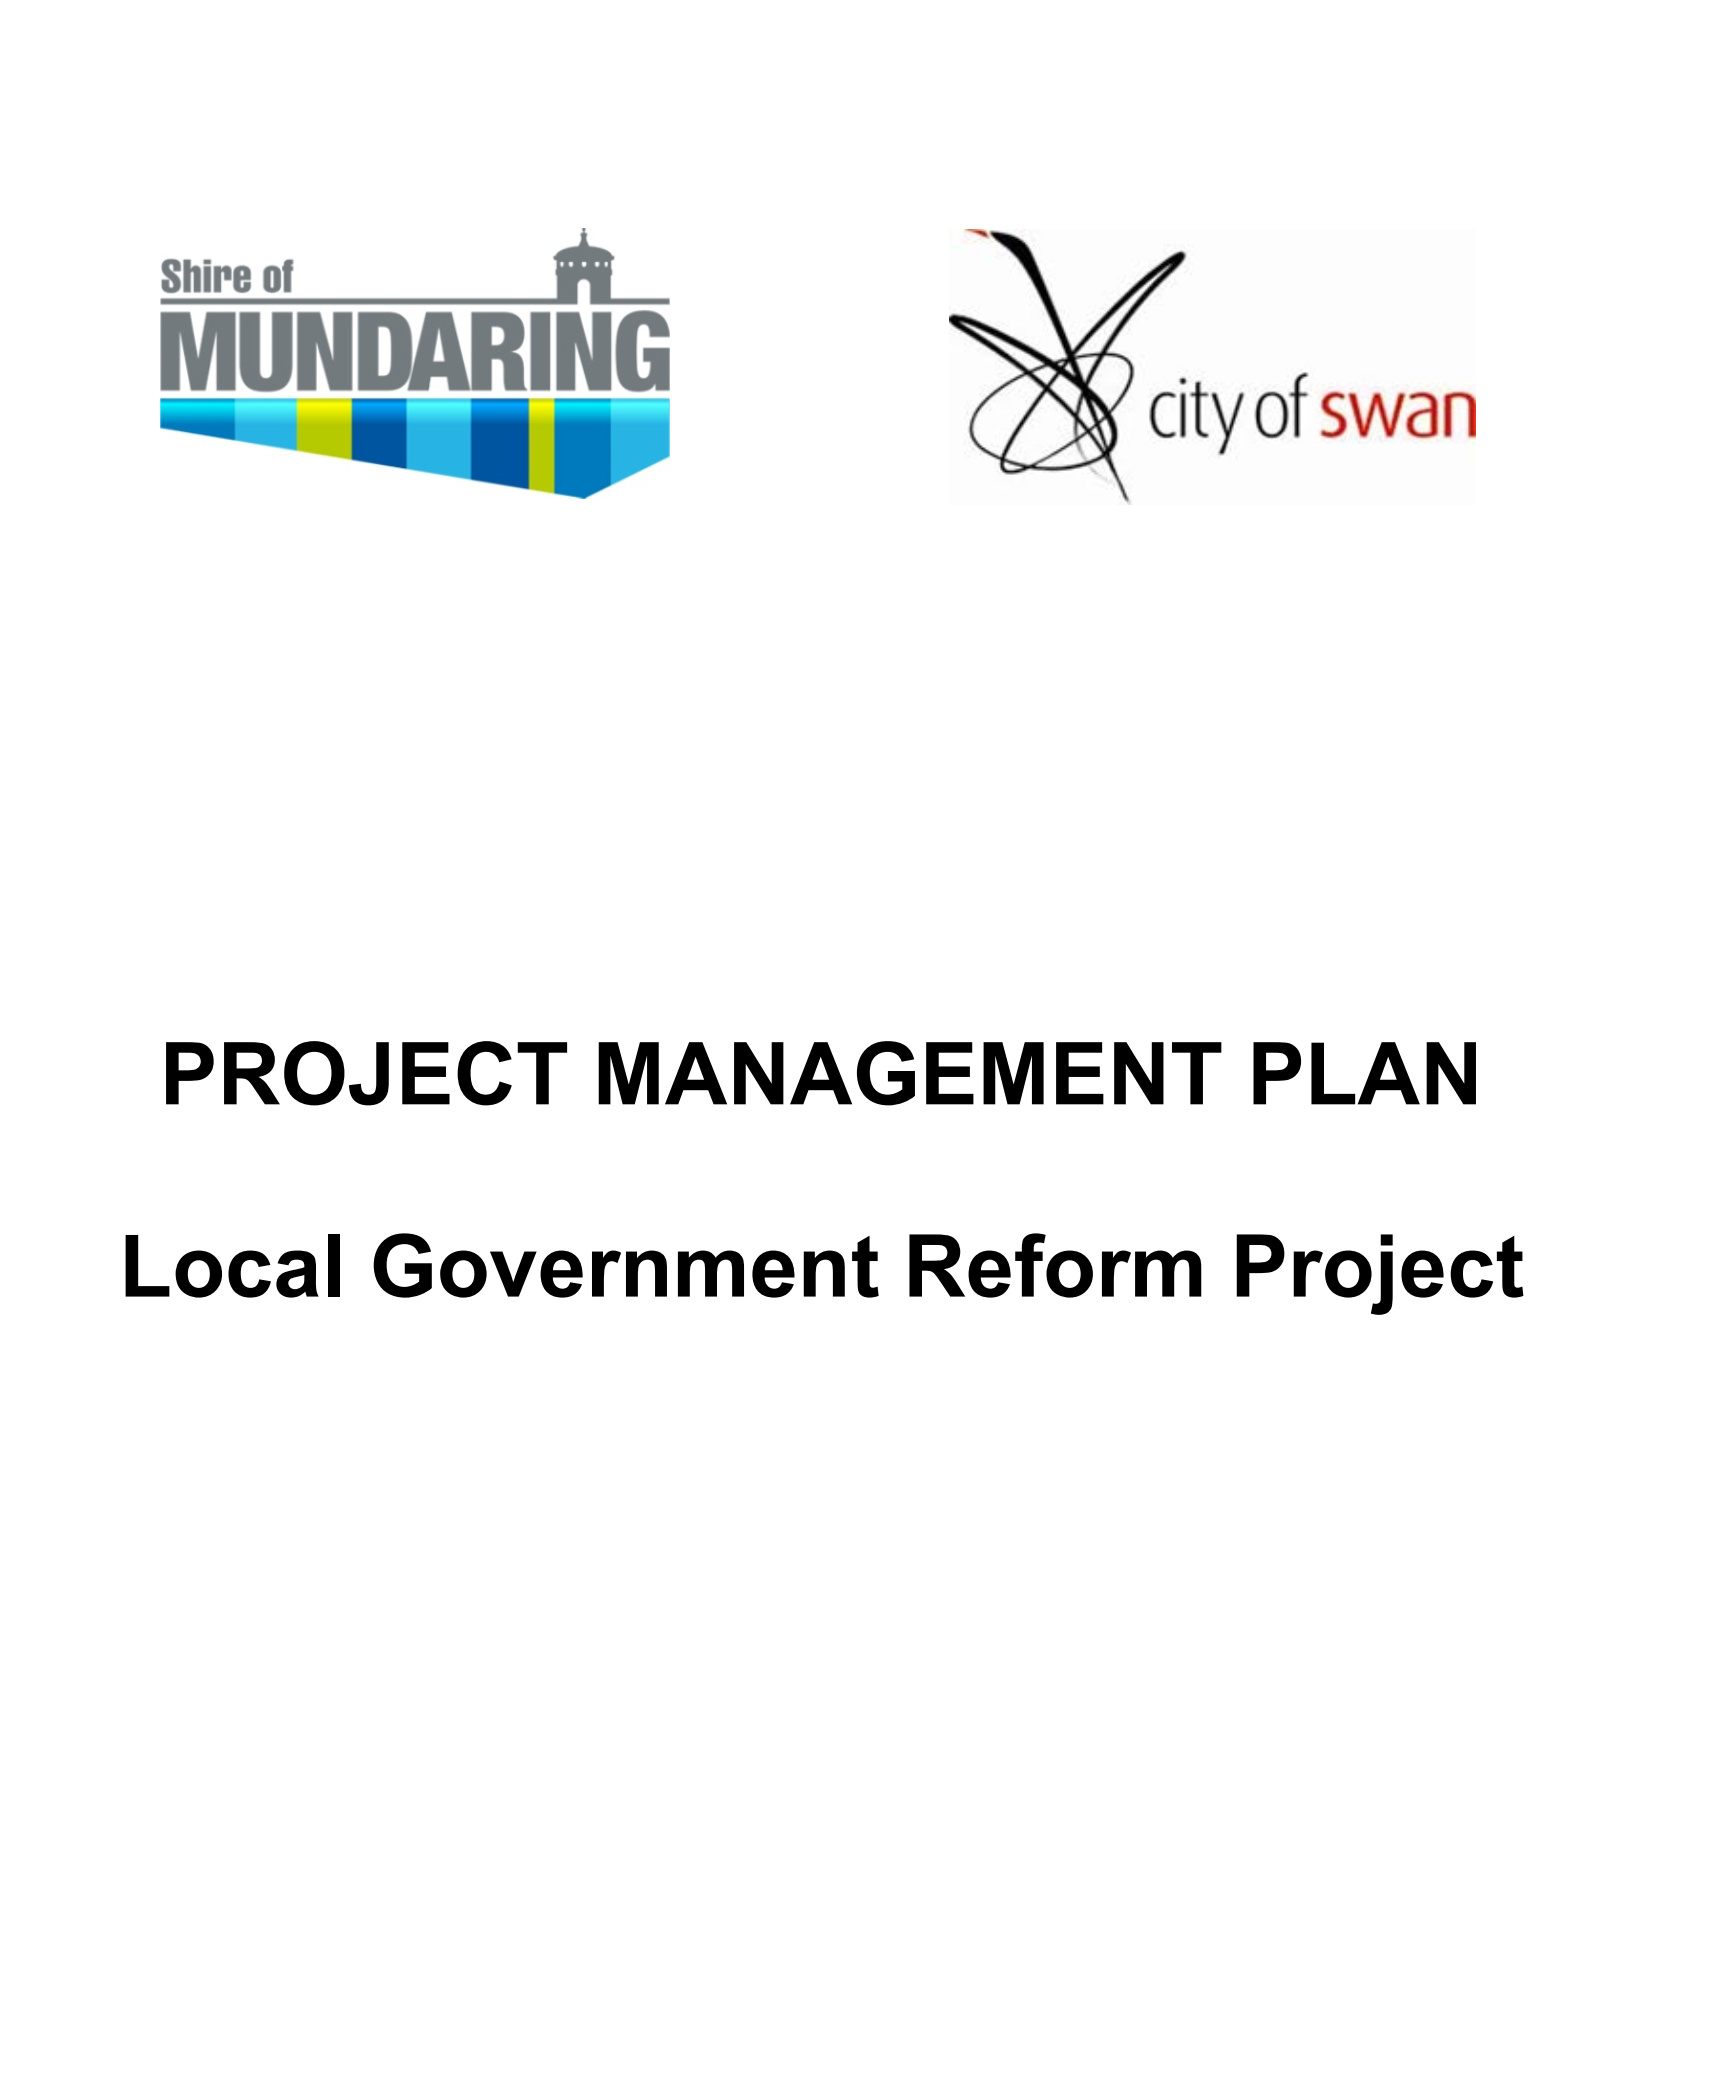 Shire of
MUNDARING
city of swan
PROJECT MANAGEMENT PLAN
Local Government Reform Project